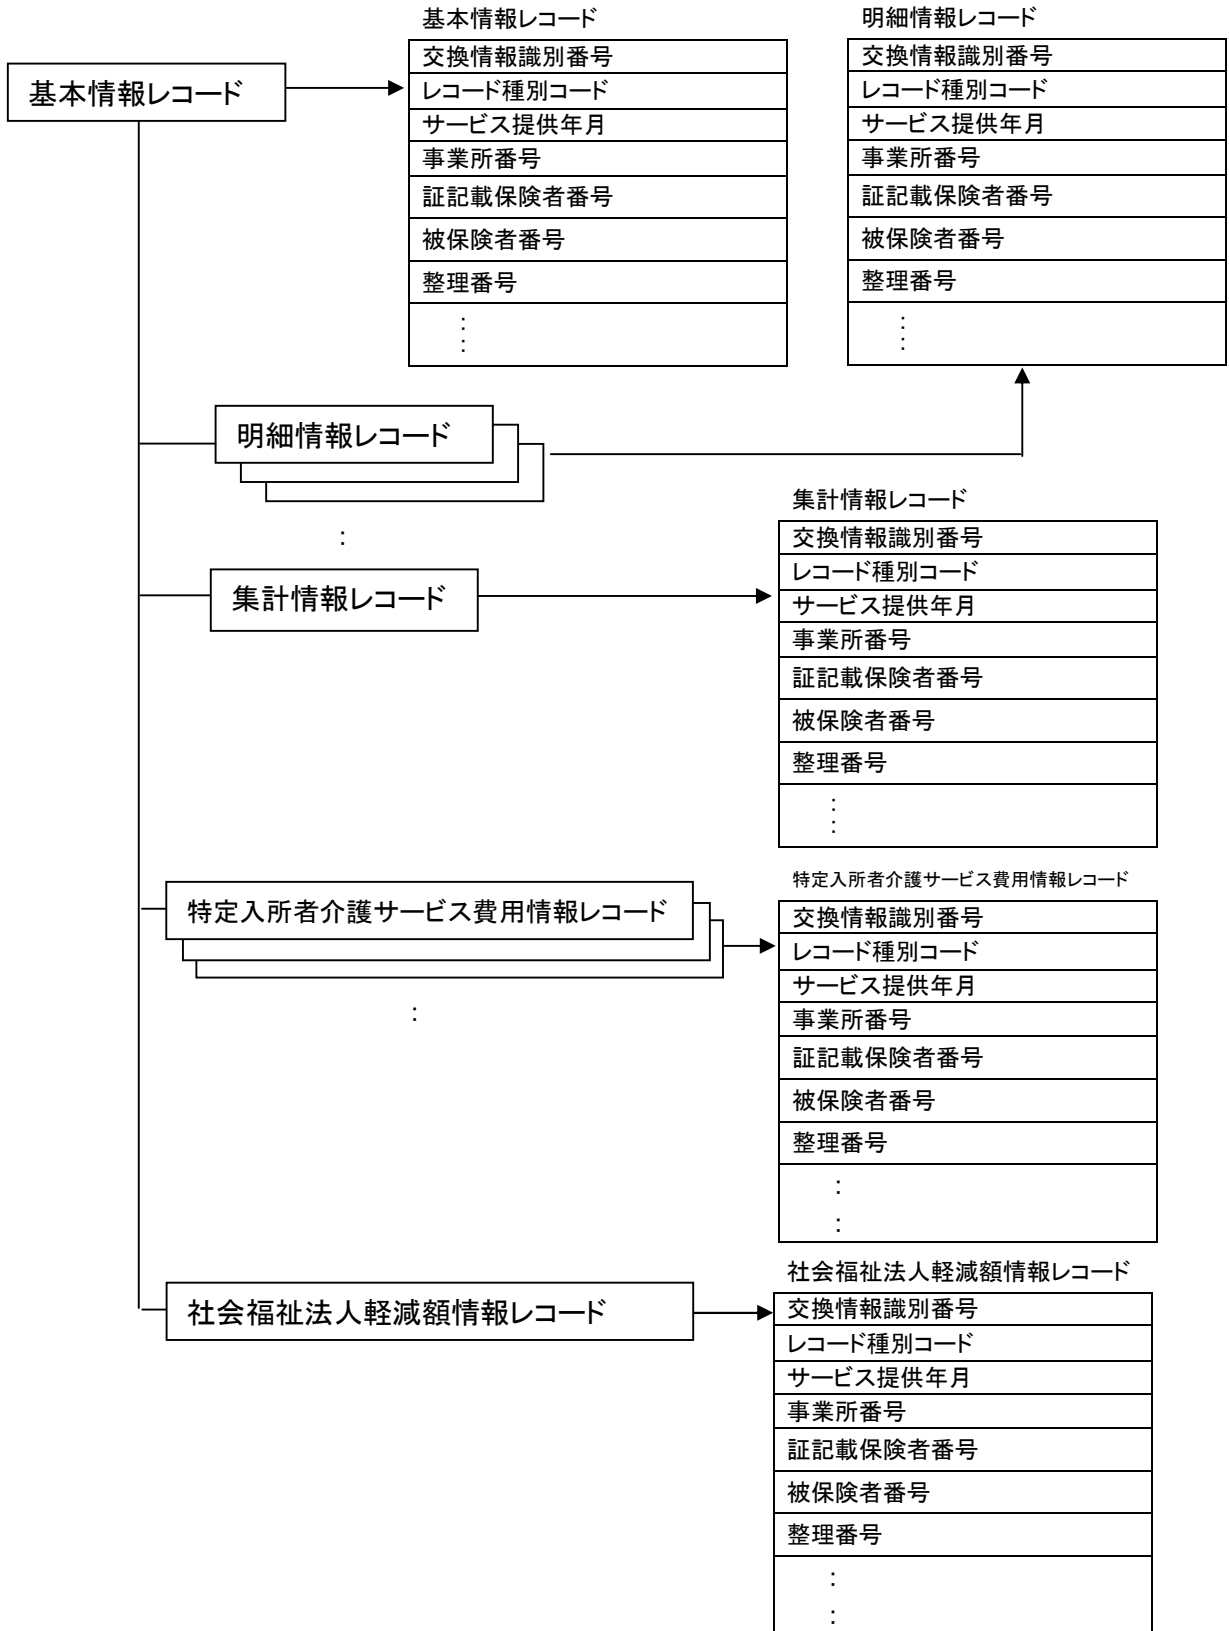 基本情報レコード
基本情報レコード
交換情報識別番号
レコード種別コード
サービス提供年月
事業所番号
証記載保険者番号
被保険者番号
整理番号
:
:
明細情報レコード
交換情報識別番号
レコード種別コード
サービス提供年月
事業所番号
証記載保険者番号
被保険者番号
整理番号
:
:
明細情報レコード
:
集計情報レコード
集計情報レコード
交換情報識別番号
レコード種別コード
サービス提供年月
事業所番号
証記載保険者番号
被保険者番号
整理番号
:
:
特定入所者介護サービス費用情報レコード
:
特定入所者介護サービス費用情報レコード
交換情報識別番号
レコード種別コード
サービス提供年月
事業所番号
証記載保険者番号
被保険者番号
整理番号
:
:
社会福祉法人軽減額情報レコード
社会福祉法人軽減額情報レコード
交換情報識別番号
レコード種別コード
サービス提供年月
事業所番号
証記載保険者番号
被保険者番号
整理番号
:
: